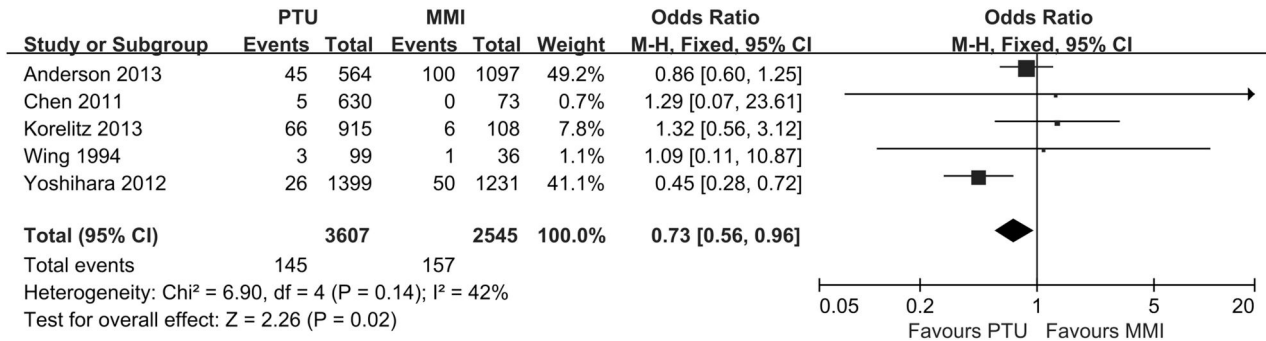 PTU MMI Odds Ratio Odds Ratio
Study or Subgroup Events Total Events Total Weight M-H, Fixed, 95% CI M-H, Fixed, 95% CI
Anderson 2013 45 564 100 1097 49.2% 0.86 [0.60, 1.25]
Chen 2011 5 630 0 73 0.7% 1.29 [0.07, 23.61]
Korelitz 2013 66 915 6 108 7.8% 1.32 [0.56, 3.12]
Wing 1994 3 99 1 36 1.1% 1.09 [0.11, 10.87]
Yoshihara 2012 26 1399 50 1231 41.1% 0.45 [0.28, 0.72]
Total (95% CI) 3607 2545 100.0% 0.73 [0.56, 0.96]
Total events 145 157
Heterogeneity: Chi² = 6.90, df = 4 (P = 0.14); I² = 42%
Test for overall effect: Z = 2.26 (P = 0.02)
0.05 0.2 1 5 20
Favours PTU Favours MMI